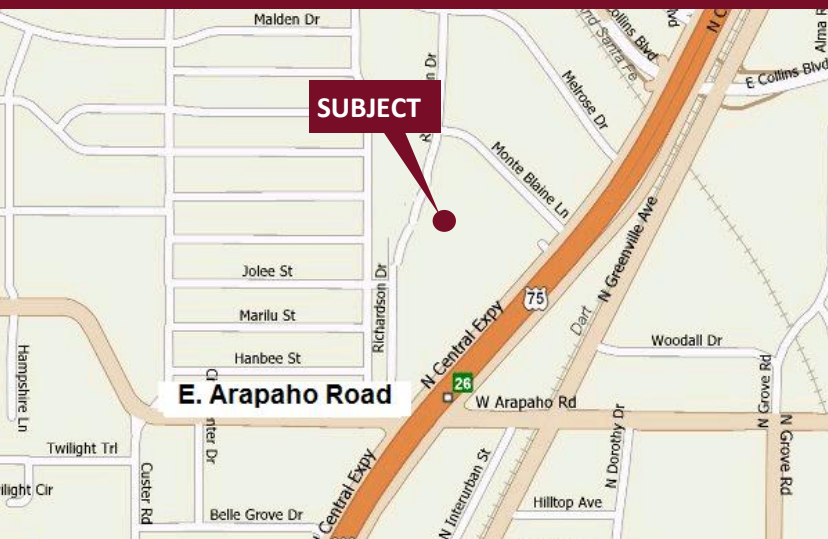 Malden Dr
Collins Blvd
Alma R
N C
E Collins Blvd
Melrose Dr
SUBJECT
Monte Blaine Ln
N Greenville Ave
Jolee St
Richardson Dr
75
Marilu St
Dart
N Central Expy
Woodall Dr
Hampshire Ln
Hanbee St
26
N Grove Rd
E. Arapaho Road
W Arapaho Rd
Twilight Trl
Custer Rd
N Dorothy Dr
N Grove Rd
N Interurban St
Hilltop Ave
Belle Grove Dr
Central Expy